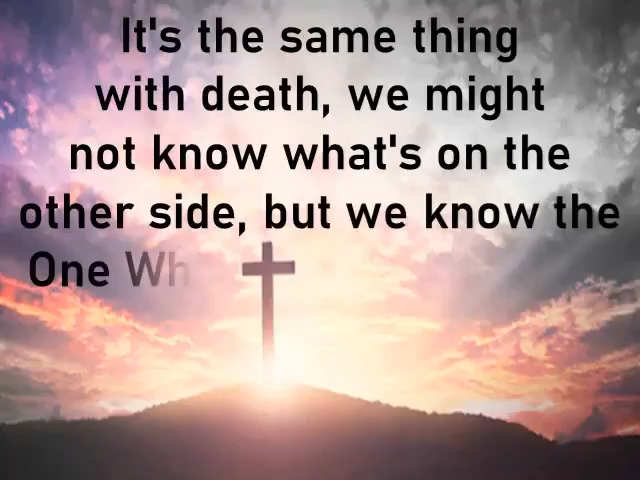 It's the same thing
with death, we might
not know what's on the
other side, but we know the
One Wh